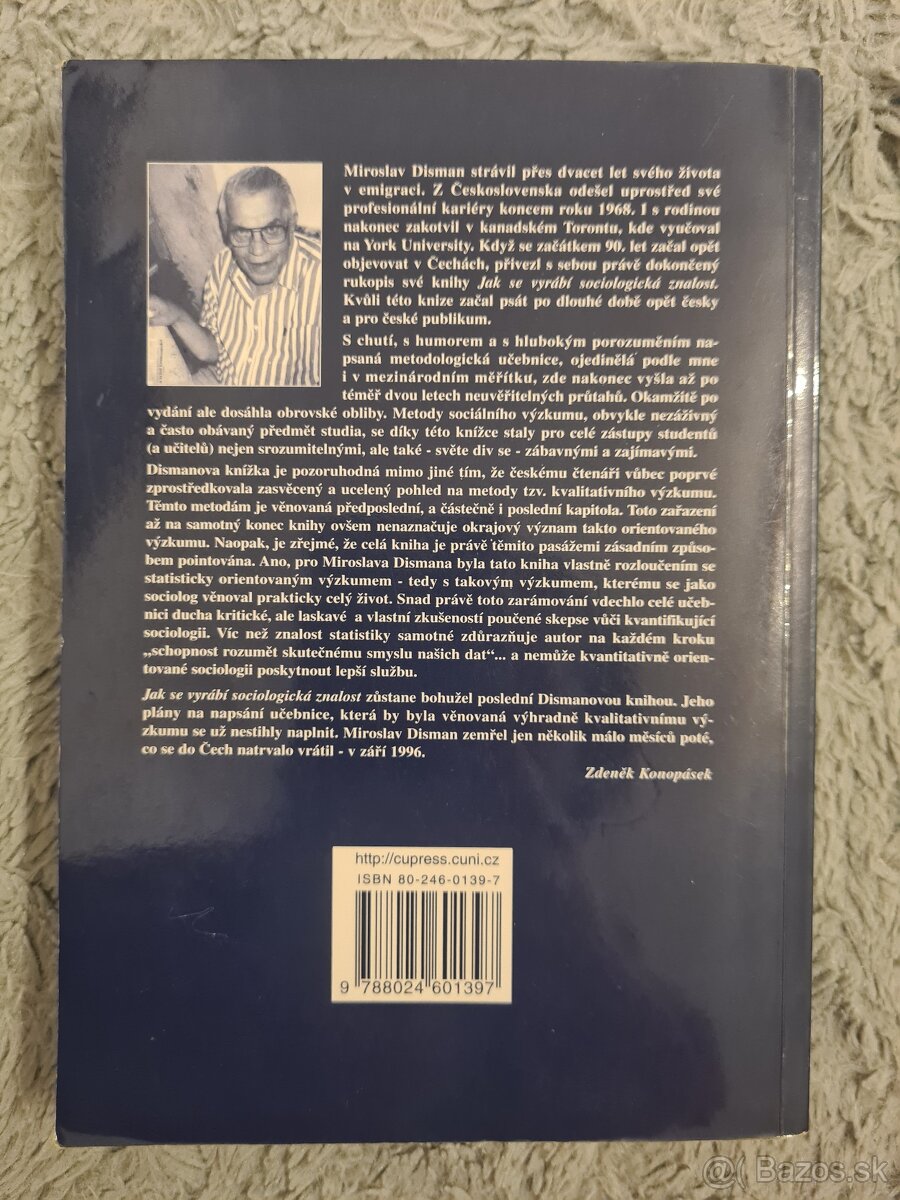 Miroslav Disman strávil přes dvacet let svého života
v emigraci. Z Československa odešel uprostřed své
profesionální kariéry koncem roku 1968. I s rodinou
nakonec zakotvil v kanadském Torontu, kde vyučoval
na York University. Když se začátkem 90. let začal opět
objevovat v Čechách, přivezl s sebou právě dokončený
rukopis své knihy Jak se vyrábí sociologická znalost.
Kvůli této knize začal psát po dlouhé době opět česky
a pro české publikum.
S chutí, s humorem a s hlubokým porozuměním na-
psaná metodologická učebnice, ojedinělá podle mne
i v mezinárodním měřítku, zde nakonec vyšla až po
téměř dvou letech neuvěřitelných průtahů. Okamžitě po
vydání ale dosáhla obrovské obliby. Metody sociálního výzkumu, obvykle nezáživný
a často obávaný předmět studia, se díky této knížce staly pro celé zástupy studentů
(a učitelů) nejen srozumitelnými, ale také - světe div se - zábavnými a zajímavými.
Dismanova knížka je pozoruhodná mimo jiné tím, že českému čtenáři vůbec poprvé
zprostředkovala zasvěcený a ucelený pohled na metody tzv. kvalitativního výzkumu.
Těmto metodám je věnovaná předposlední, a částečně i poslední kapitola. Toto zařazení
až na samotný konec knihy ovšem nenaznačuje okrajový význam takto orientovaného
výzkumu. Naopak, je zřejmé, že celá kniha je právě těmito pasážemi zásadním způso-
bem pointována. Ano, pro Miroslava Dismana byla tato kniha vlastně rozloučením se
statisticky orientovaným výzkumem - tedy s takovým výzkumem, kterému se jako
sociolog věnoval prakticky celý život. Snad právě toto zarámování vdechlo celé učeb-
nici ducha kritické, ale laskavé a vlastní zkušeností poučené skepse vůči kvantifikující
sociologii. Víc než znalost statistiky samotné zdůrazňuje autor na každém kroku
„schopnost rozumět skutečnému smyslu našich dat“... a nemůže kvantitativně orien-
tované sociologii poskytnout lepší službu.
Jak se vyrábí sociologická znalost zůstane bohužel poslední Dismanovou knihou. Jeho
plány na napsání učebnice, která by byla věnovaná výhradně kvalitativnímu vý-
zkumu se už nestihly naplnit. Miroslav Disman zemřel jen několik málo měsíců poté,
co se do Čech natrvalo vrátil - v září 1996.
Zdeněk Konopásek
http://cupress.cuni.cz
ISBN 80-246-0139-7
9 788024 601397
@( Bazos.sk